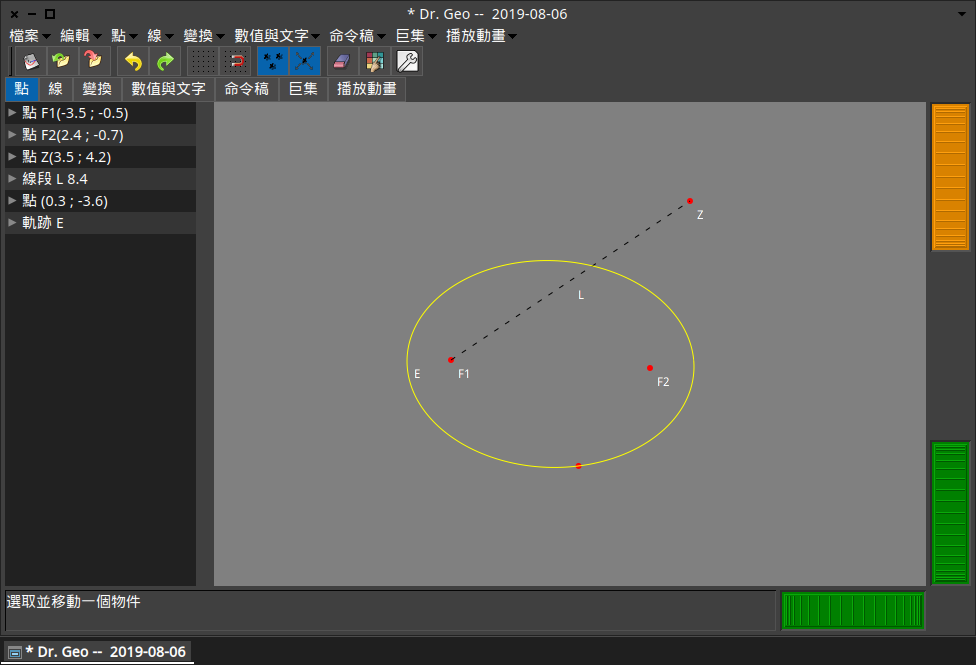 * Dr. Geo -- 2019-08-06
檔案 編輯 點 線 變換 數值與文字 命令稿 巨集 播放動畫
點 線 變換 數值與文字 命令稿 巨集 播放動畫
點 F1(-3.5 ; -0.5)
點 F2(2.4 ; -0.7)
點 Z(3.5 ; 4.2)
線段 L 8.4
點 (0.3 ; -3.6)
軌跡 E
Z
L
E
F1
F2
選取並移動一個物件
* Dr. Geo -- 2019-08-06